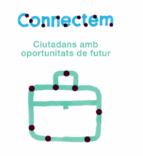 Connectem
Ciutadans amb
oportunitats de futur